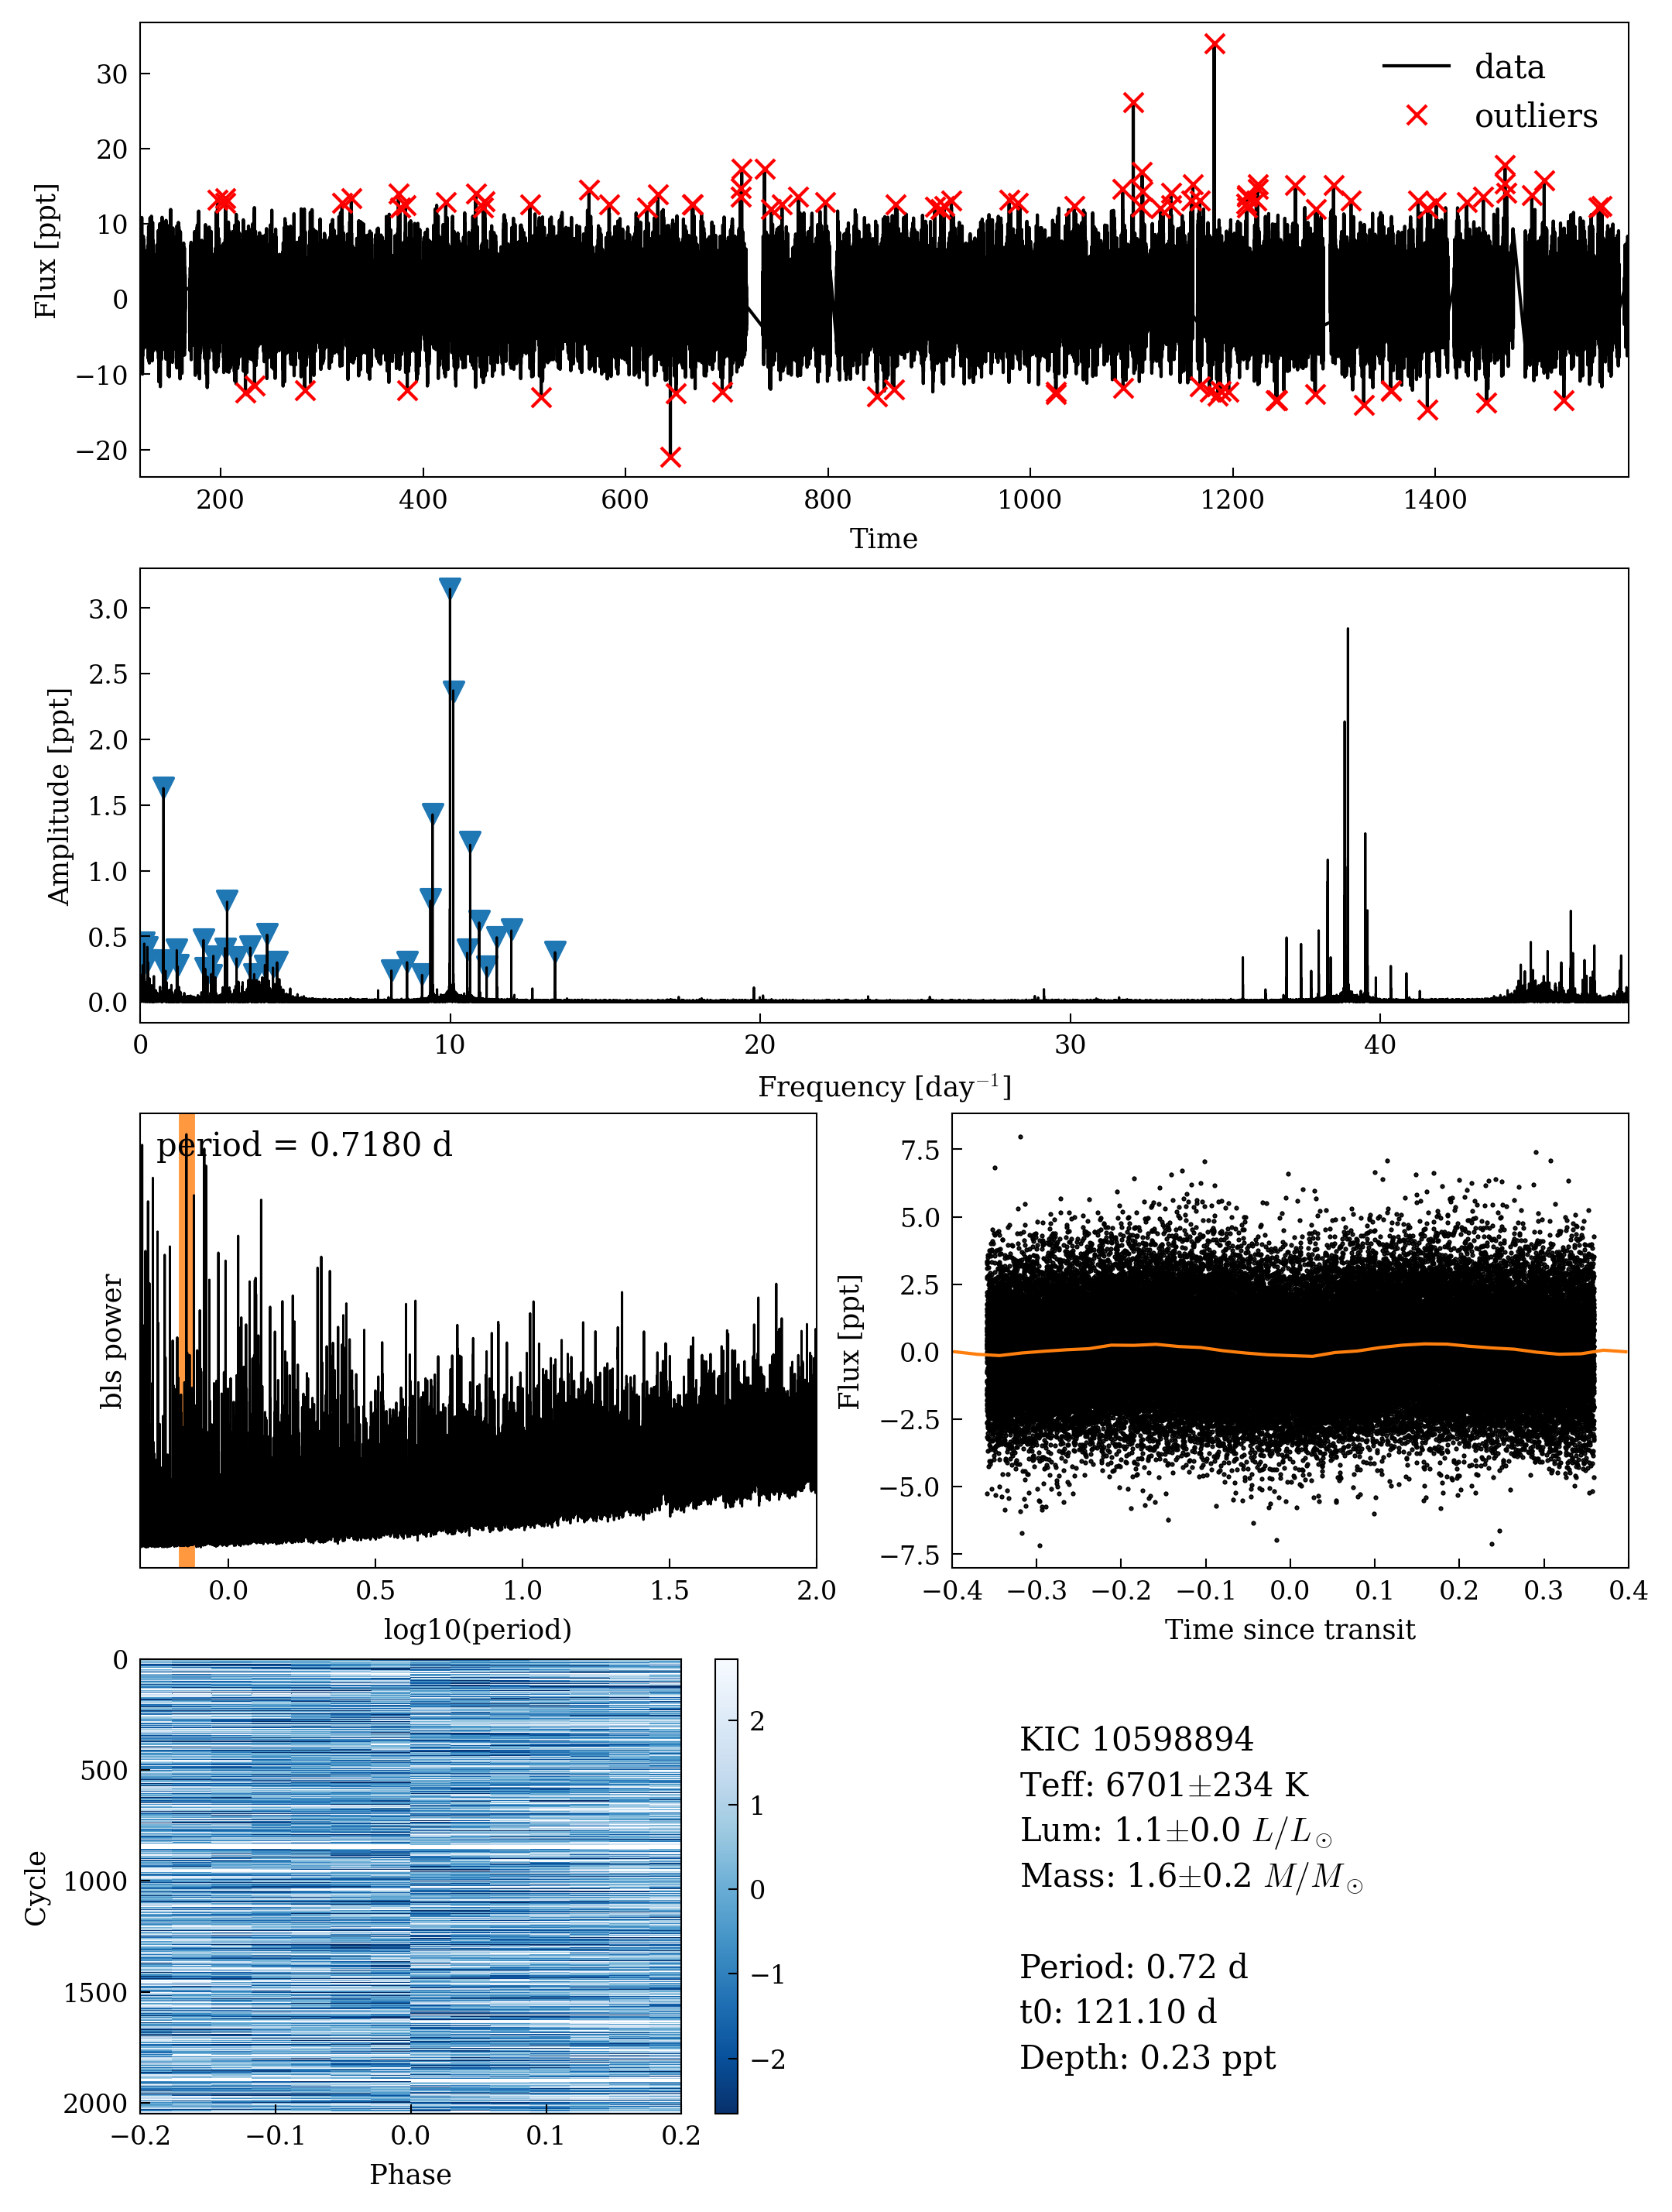 data
outliers
30
20
10
0
−10
−20
Flux [ppt]
200 400 600 800 1000 1200 1400
Time
3.0
2.5
2.0
1.5
1.0
0.5
0.0
Amplitude [ppt]
0 10 20 30 40
Frequency [day⁻¹]
period = 0.7180 d
bls power
0.0 0.5 1.0 1.5 2.0
log10(period)
7.5
5.0
2.5
0.0
−2.5
−5.0
−7.5
Flux [ppt]
−0.4 −0.3 −0.2 −0.1 0.0 0.1 0.2 0.3 0.4
Time since transit
0
500
1000
1500
2000
Cycle
−0.2 −0.1 0.0 0.1 0.2
Phase
2
1
0
−1
−2
KIC 10598894
Teff: 6701±234 K
Lum: 1.1±0.0 L/L⊙
Mass: 1.6±0.2 M/M⊙
Period: 0.72 d
t0: 121.10 d
Depth: 0.23 ppt